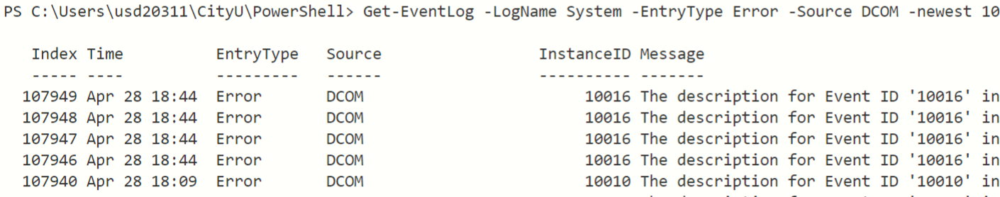 PS C:\Users\usd20311\CityU\PowerShell> Get-EventLog -LogName System -EntryType Error -Source DCOM -newest 10
Index Time EntryType Source InstanceID Message
----- ---- --------- ------ ---------- -------
107949 Apr 28 18:44 Error DCOM 10016 The description for Event ID '10016' in
107948 Apr 28 18:44 Error DCOM 10016 The description for Event ID '10016' in
107947 Apr 28 18:44 Error DCOM 10016 The description for Event ID '10016' in
107946 Apr 28 18:44 Error DCOM 10016 The description for Event ID '10016' in
107940 Apr 28 18:09 Error DCOM 10010 The description for Event ID '10010' in